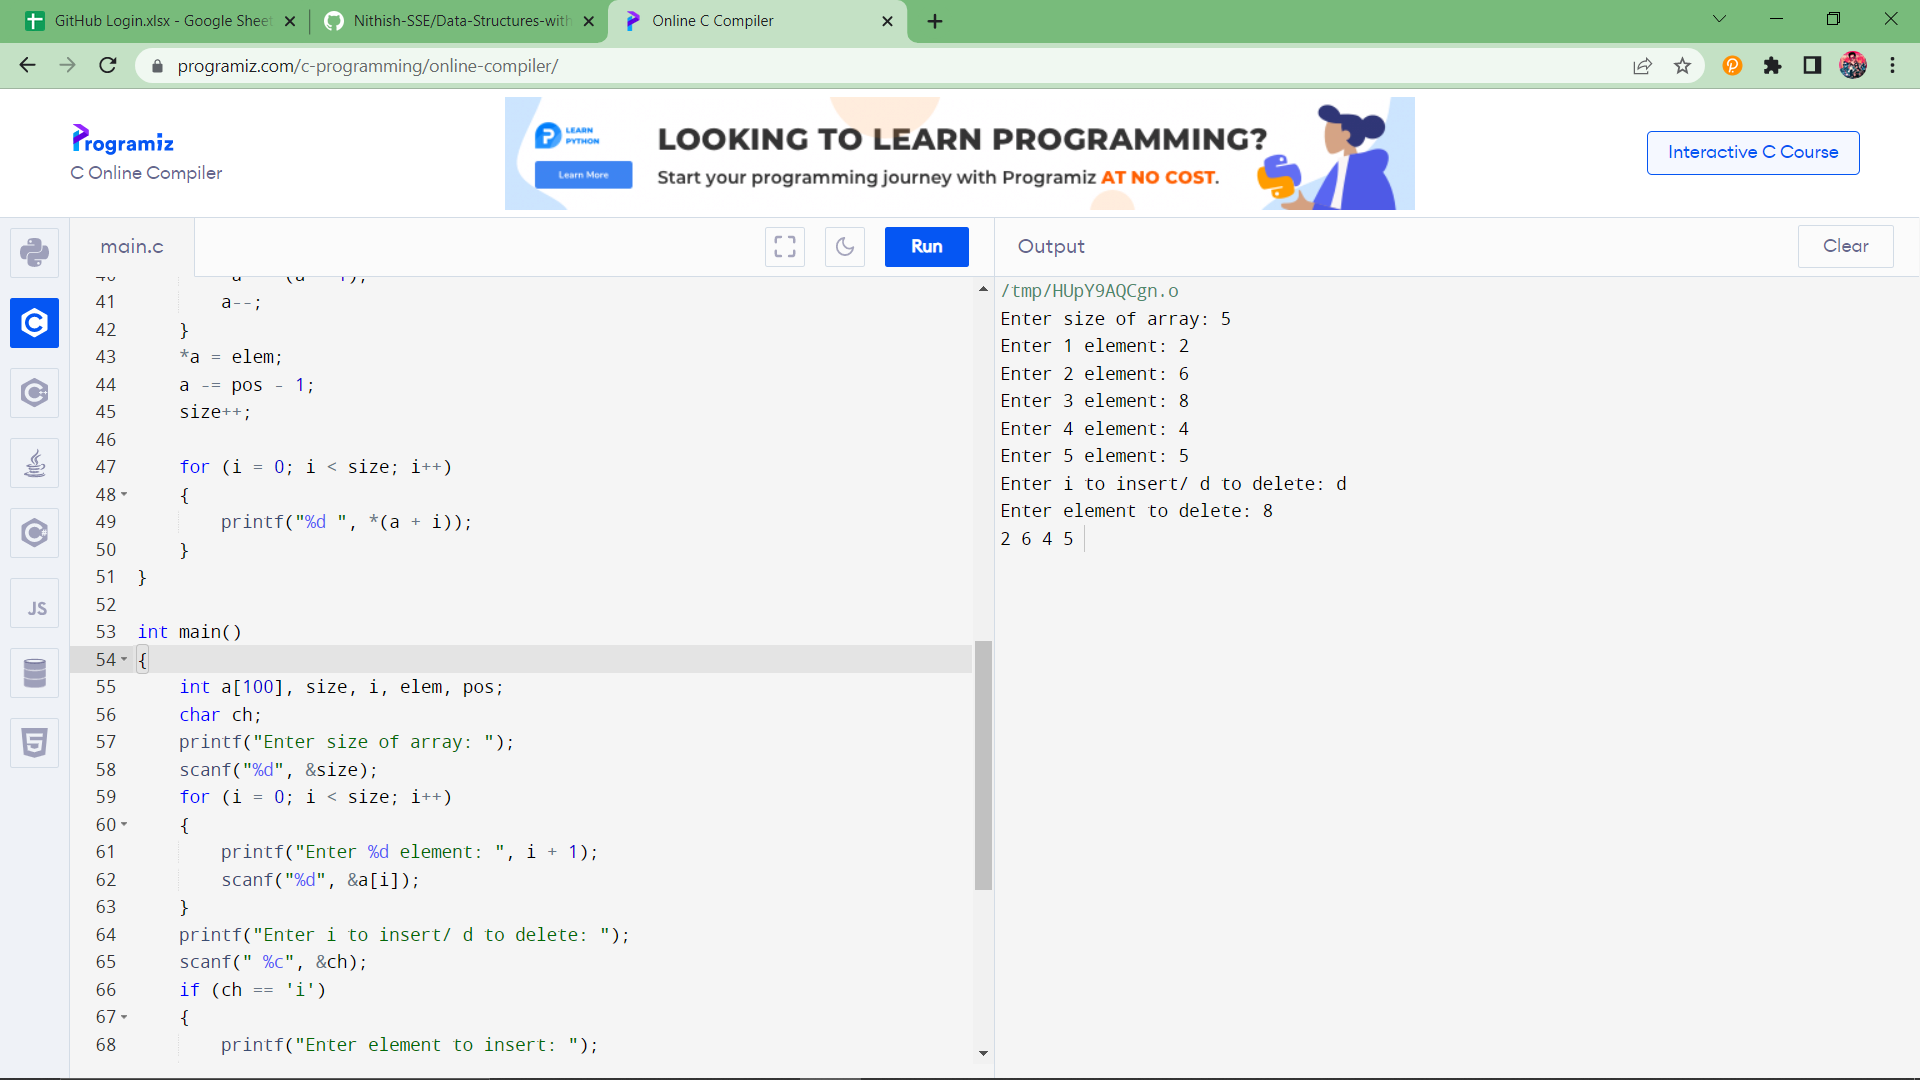 GitHub Login.xlsx - Google Sheet
Nithish-SSE/Data-Structures-with
Online C Compiler
programiz.com/c-programming/online-compiler/
Programiz
C Online Compiler
LEARN
PYTHON
Learn More
LOOKING TO LEARN PROGRAMMING?
Start your programming journey with Programiz AT NO COST.
Interactive C Course
main.c
Run
Output
Clear
41 a--;
42 }
43 *a = elem;
44 a -= pos - 1;
45 size++;
46
47 for (i = 0; i < size; i++)
48 {
49 printf("%d ", *(a + i));
50 }
51 }
52
53 int main()
54 {
55 int a[100], size, i, elem, pos;
56 char ch;
57 printf("Enter size of array: ");
58 scanf("%d", &size);
59 for (i = 0; i < size; i++)
60 {
61 printf("Enter %d element: ", i + 1);
62 scanf("%d", &a[i]);
63 }
64 printf("Enter i to insert/ d to delete: ");
65 scanf(" %c", &ch);
66 if (ch == 'i')
67 {
68 printf("Enter element to insert: ");
JS
/tmp/HUpY9AQCgn.o
Enter size of array: 5
Enter 1 element: 2
Enter 2 element: 6
Enter 3 element: 8
Enter 4 element: 4
Enter 5 element: 5
Enter i to insert/ d to delete: d
Enter element to delete: 8
2 6 4 5